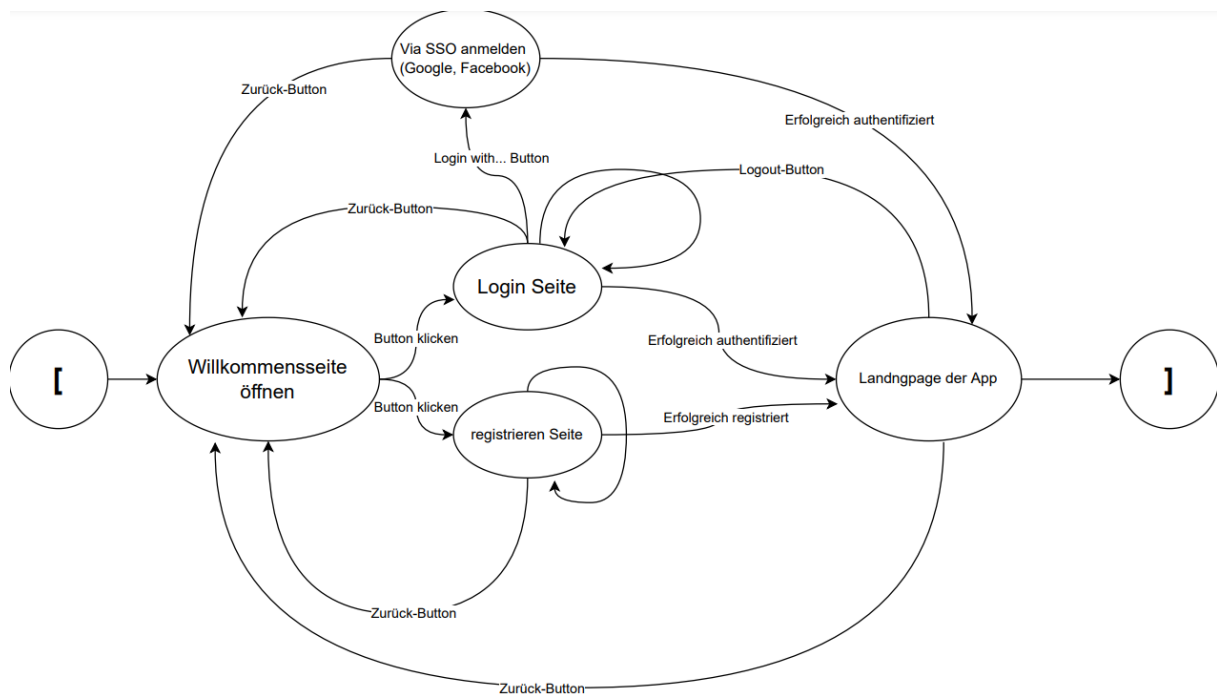 Via SSO anmelden
(Google, Facebook)
Zurück-Button
Erfolgreich authentifiziert
Login with... Button
Logout-Button
Zurück-Button
Login Seite
Button klicken
Erfolgreich authentifiziert
[
Willkommensseite
öffnen
Landngpage der App
]
Button klicken
Erfolgreich registriert
registrieren Seite
Zurück-Button
Zurück-Button